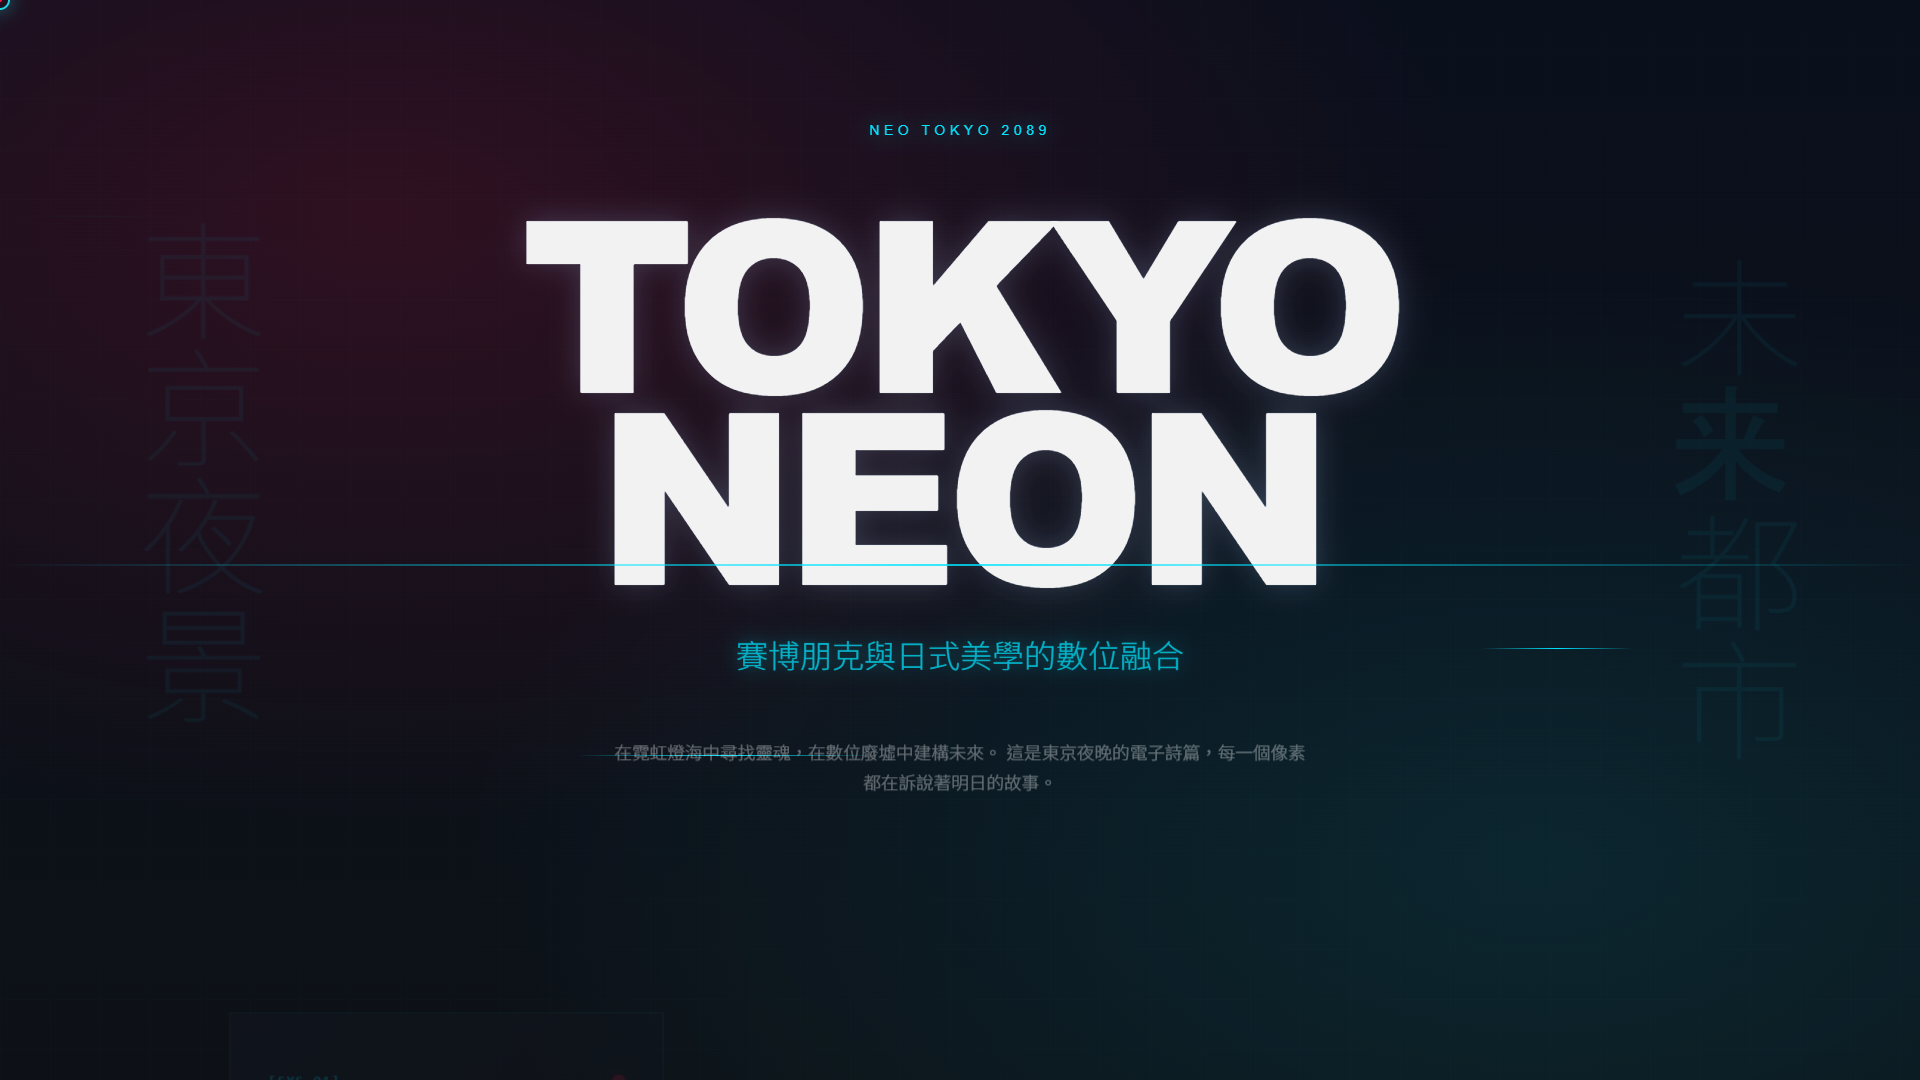 NEO TOKYO 2089
東京夜景
TOKYO
NEON
未来都市
賽博朋克與日式美學的數位融合
在霓虹燈海中尋找靈魂，在數位廢墟中建構未來。 這是東京夜晚的電子詩篇，每一個像素
都在訴說著明日的故事。